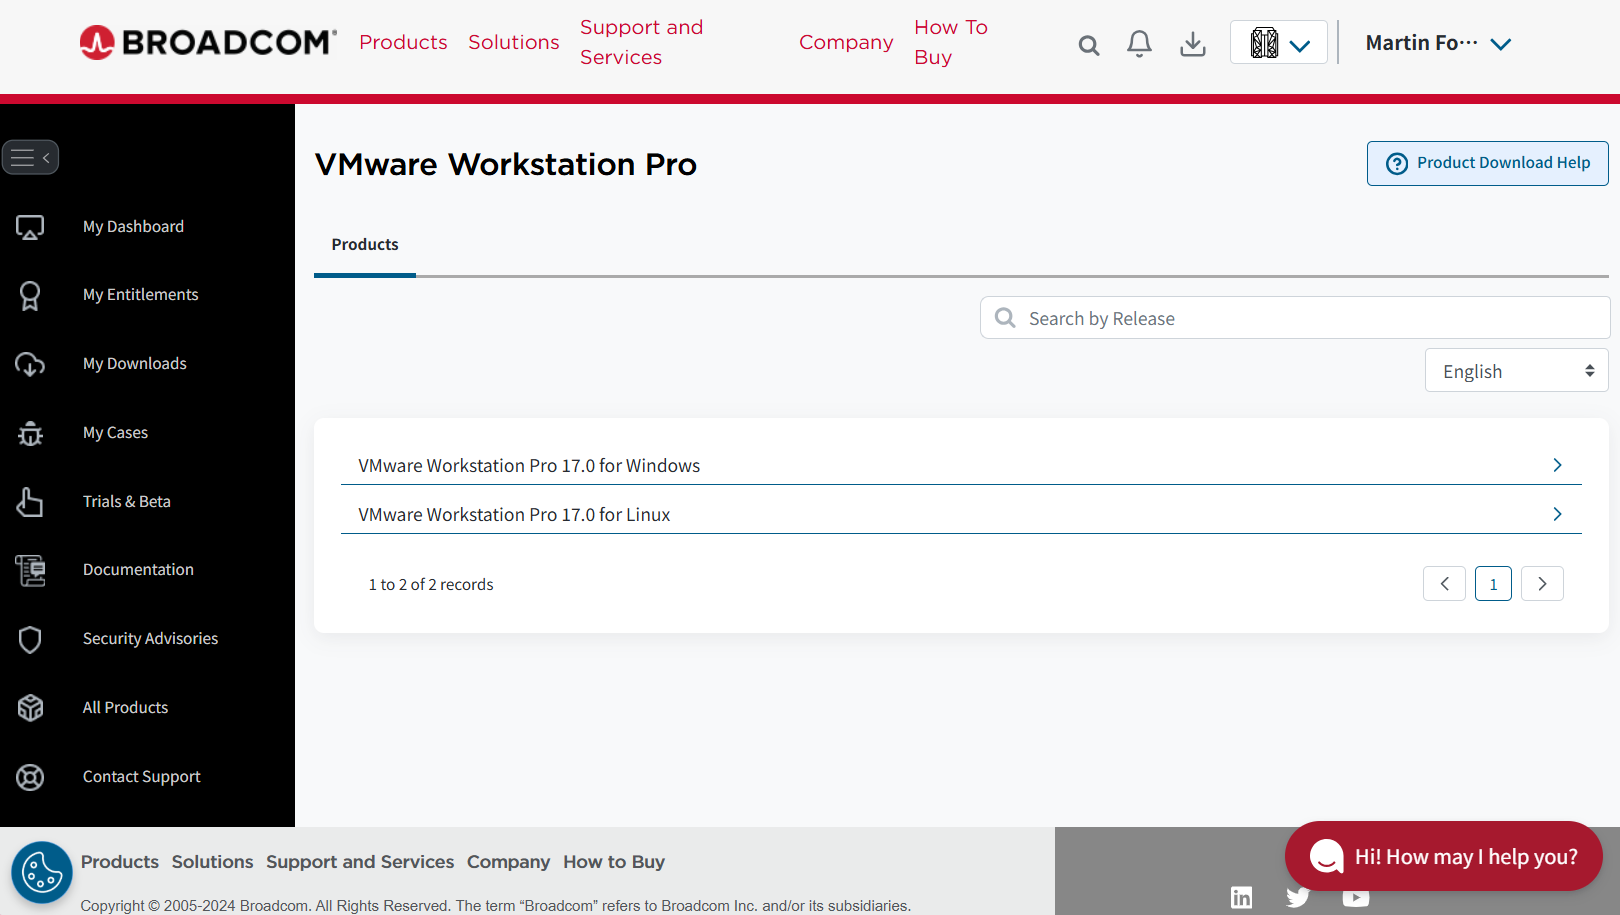 BROADCOM
Products
Solutions
Support and
Services
Company
How To
Buy
Martin Fo···
VMware Workstation Pro
Product Download Help
Products
Search by Release
English
My Dashboard
My Entitlements
My Downloads
My Cases
Trials & Beta
Documentation
Security Advisories
All Products
Contact Support
VMware Workstation Pro 17.0 for Windows
VMware Workstation Pro 17.0 for Linux
1 to 2 of 2 records
1
Products Solutions Support and Services Company How to Buy
Copyright © 2005-2024 Broadcom. All Rights Reserved. The term “Broadcom” refers to Broadcom Inc. and/or its subsidiaries.
Hi! How may I help you?